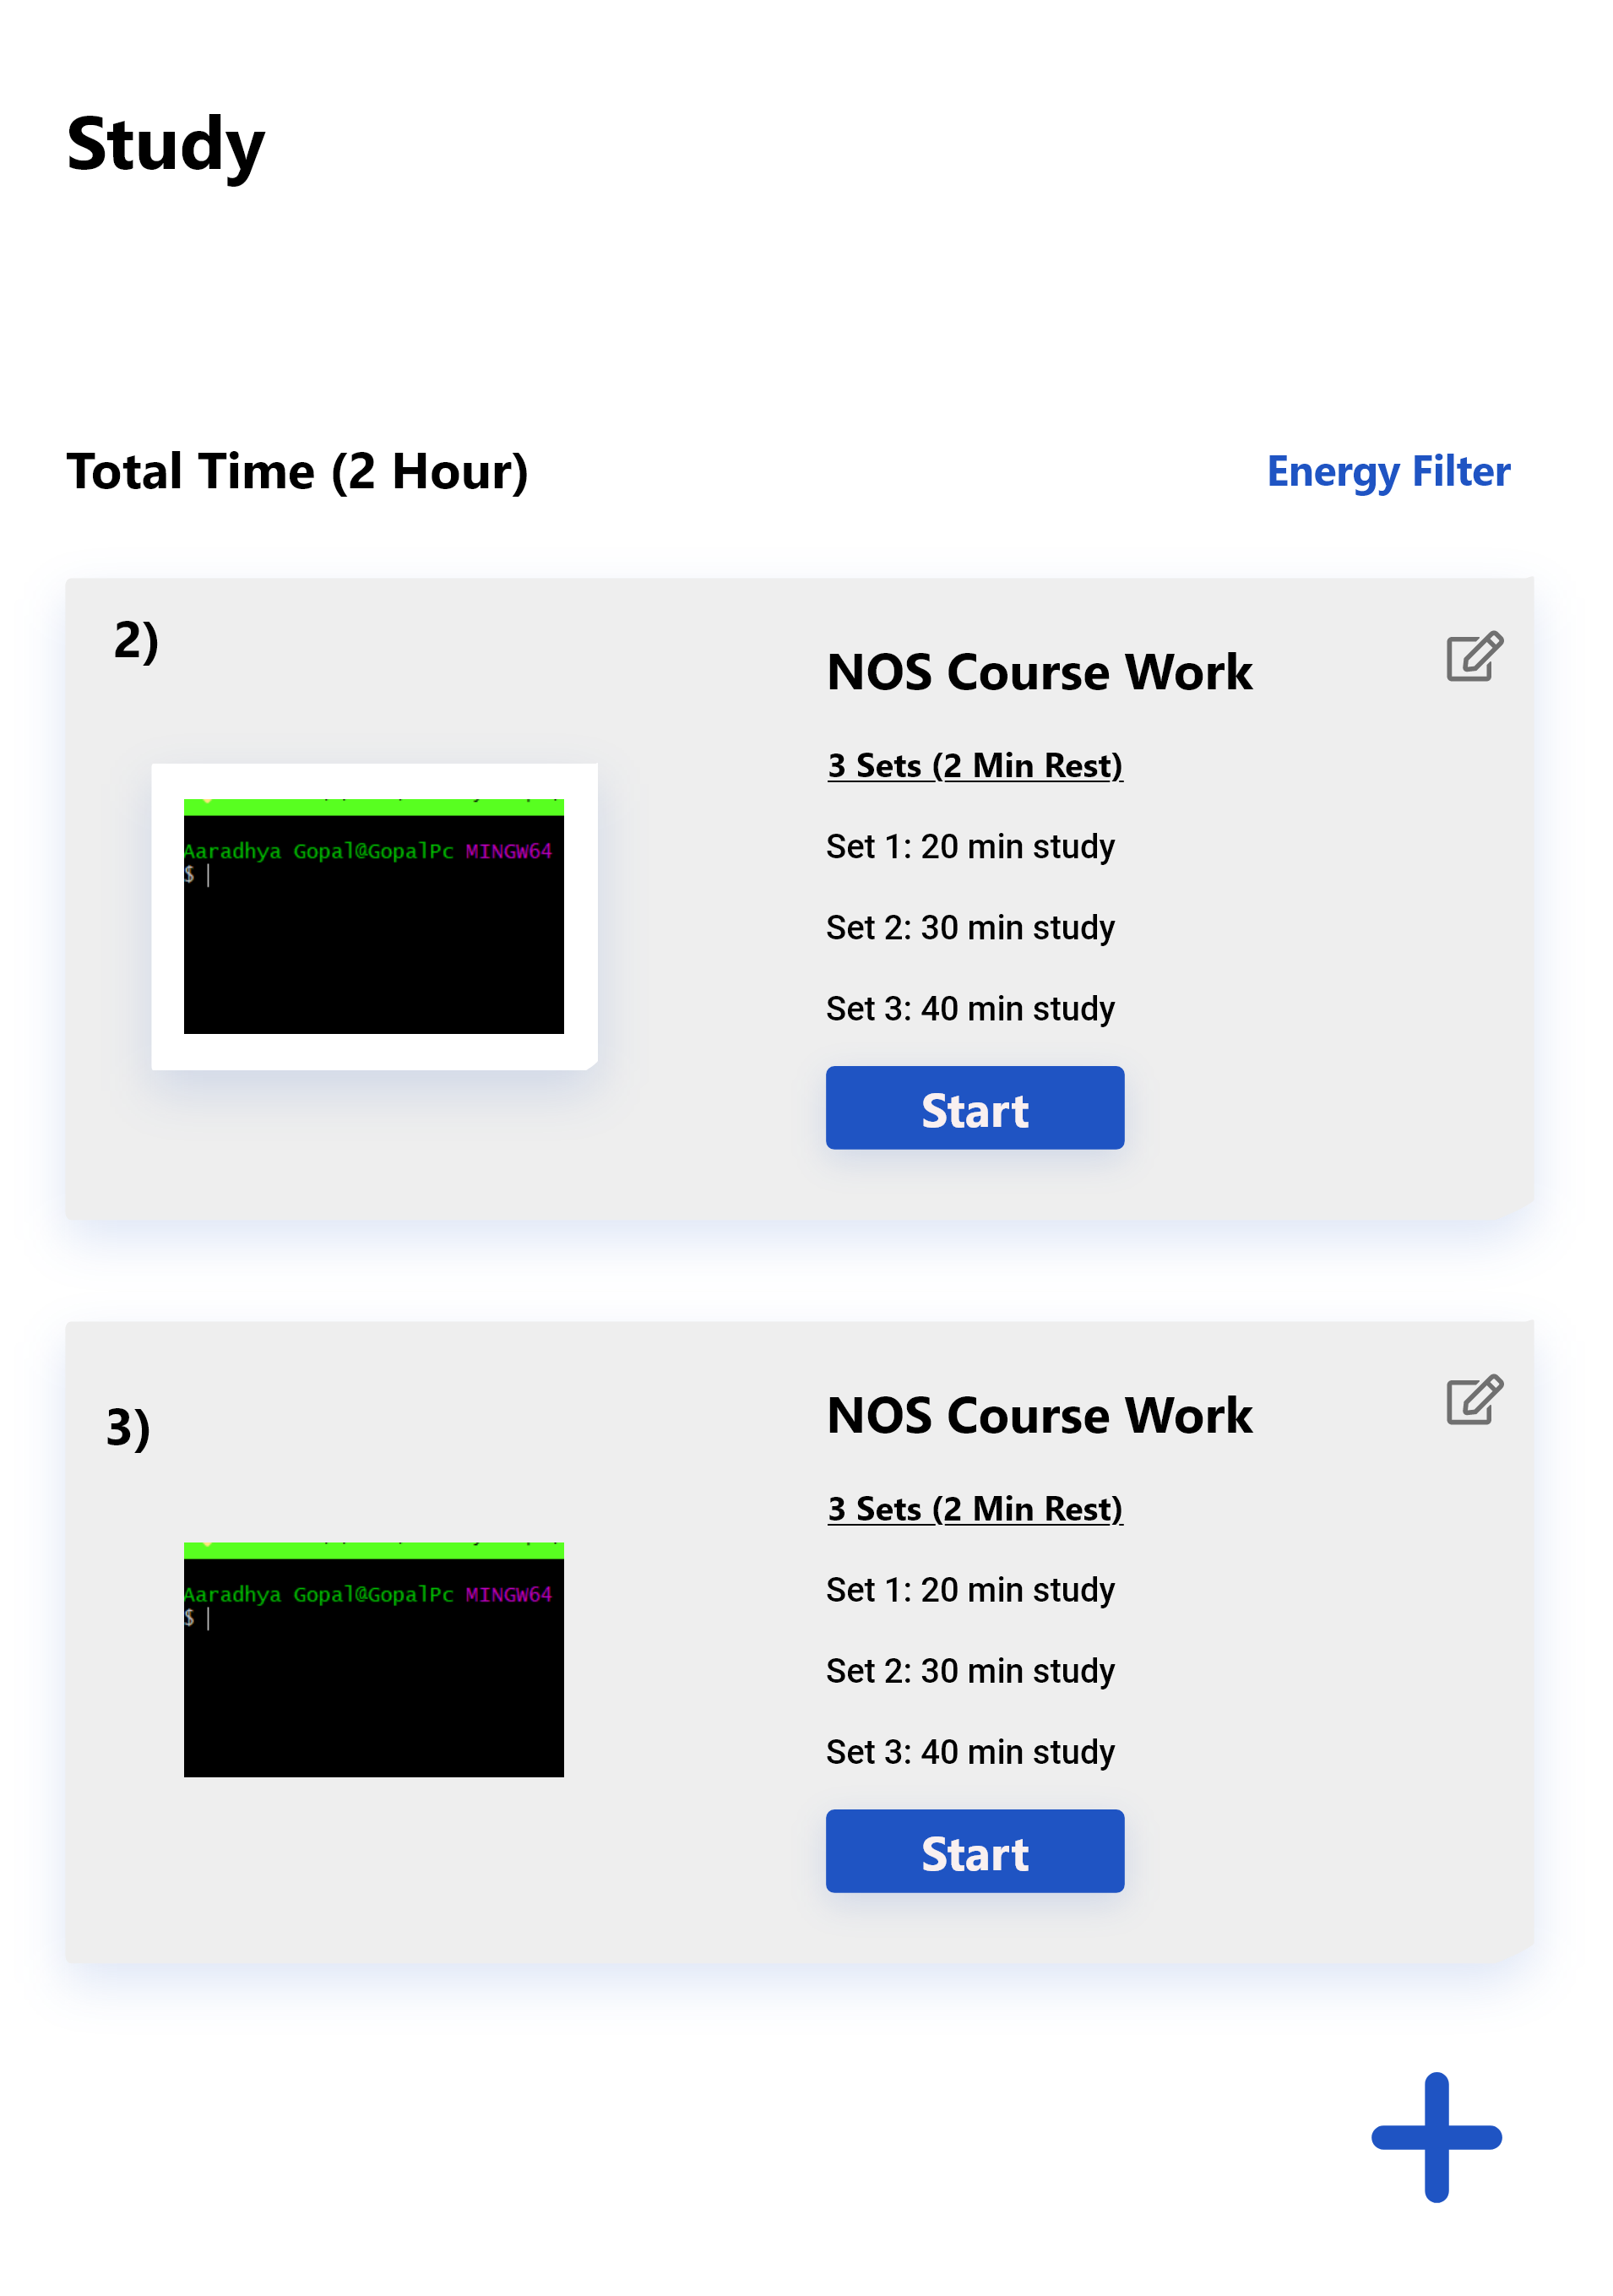 Study
Total Time (2 Hour)
Energy Filter
2)
NOS Course Work
3 Sets (2 Min Rest)
Aaradhya Gopal@GopalPc MINGW64
$
Set 1: 20 min study
Set 2: 30 min study
Set 3: 40 min study
Start
3)
NOS Course Work
3 Sets (2 Min Rest)
Aaradhya Gopal@GopalPc MINGW64
$
Set 1: 20 min study
Set 2: 30 min study
Set 3: 40 min study
Start